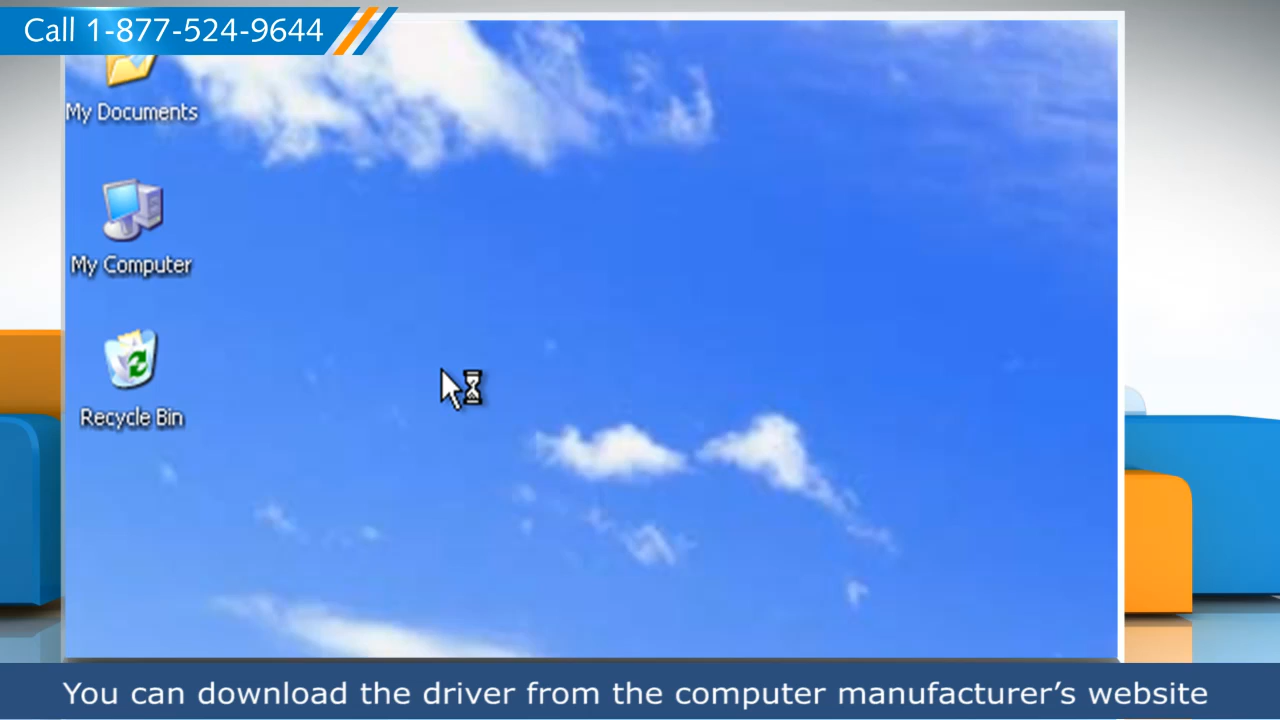 Call 1-877-524-9644
My Documents
My Computer
Recycle Bin
You can download the driver from the computer manufacturer's website